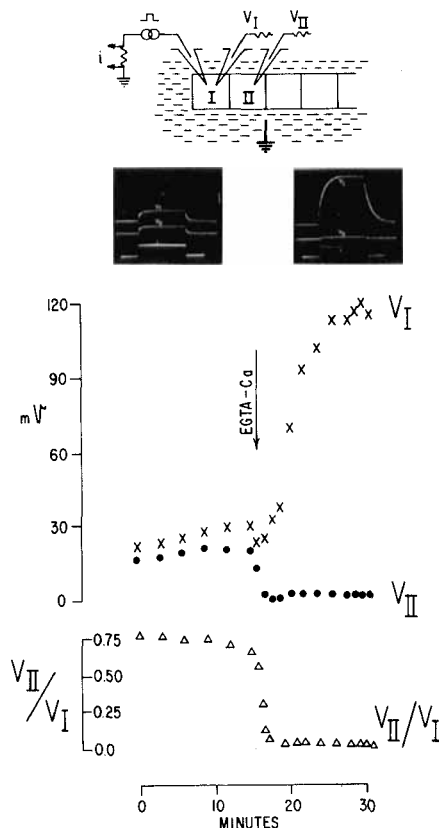 V_I V_II
i
I II
120 V_I
90
mV
EGTA-Ca
60
30
0 V_II
0.75
0.50
0.25
0.0
V_II/V_I V_II/V_I
0 10 20 30
MINUTES